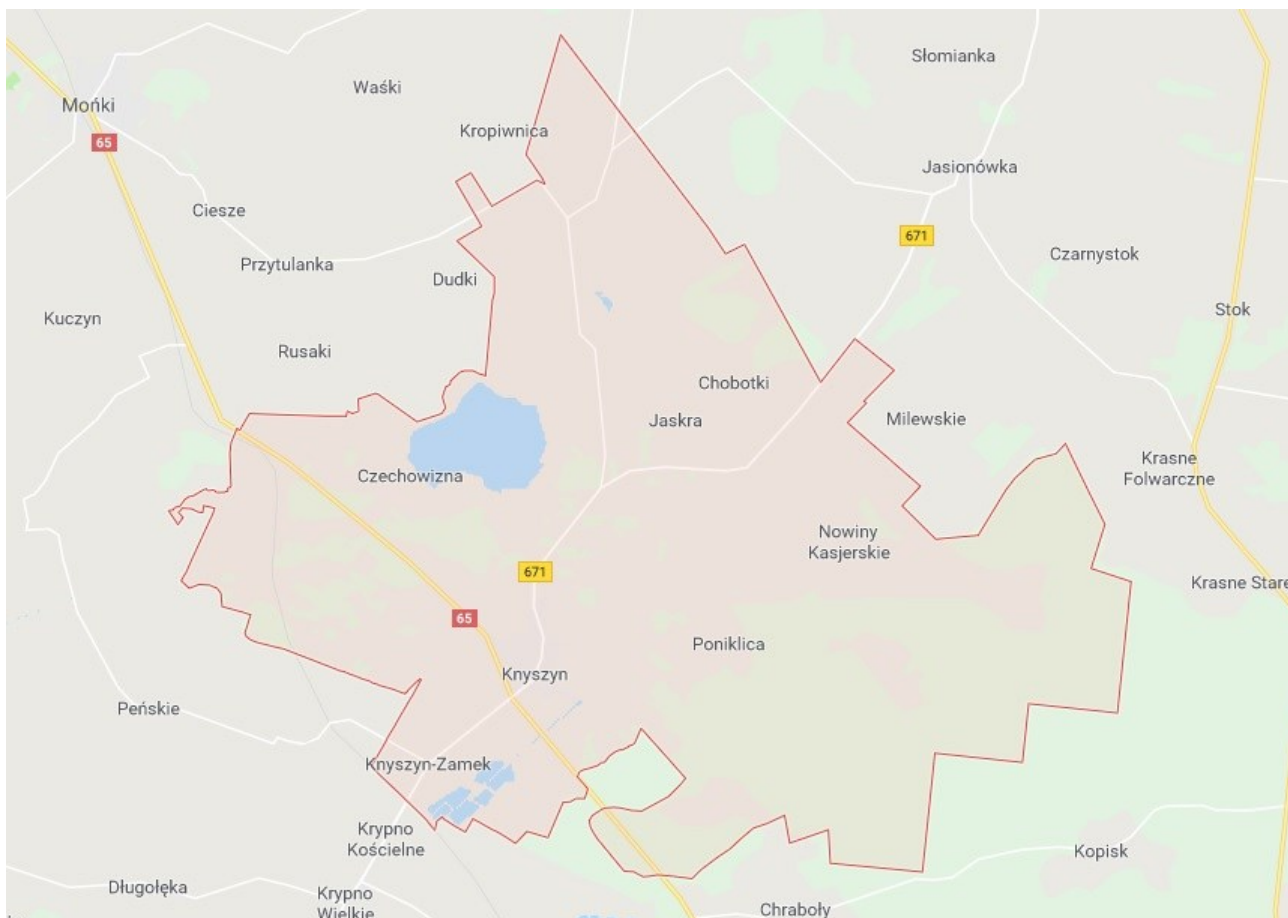 Słomianka
Waśki
Mońki
Kropiwnica
65
Jasionówka
Ciesze
671
Czarnystok
Przytulanka
Dudki
Stok
Kuczyn
Rusaki
Chobotki
Jaskra
Milewskie
Krasne
Folwarczne
Czechowizna
Nowiny
Kasjerskie
671
Krasne Stare
65
Poniklica
Knyszyn
Peńskie
Knyszyn-Zamek
Krypno
Kościelne
Kopisk
Długołęka
Krypno
Wielkie
Chraboły